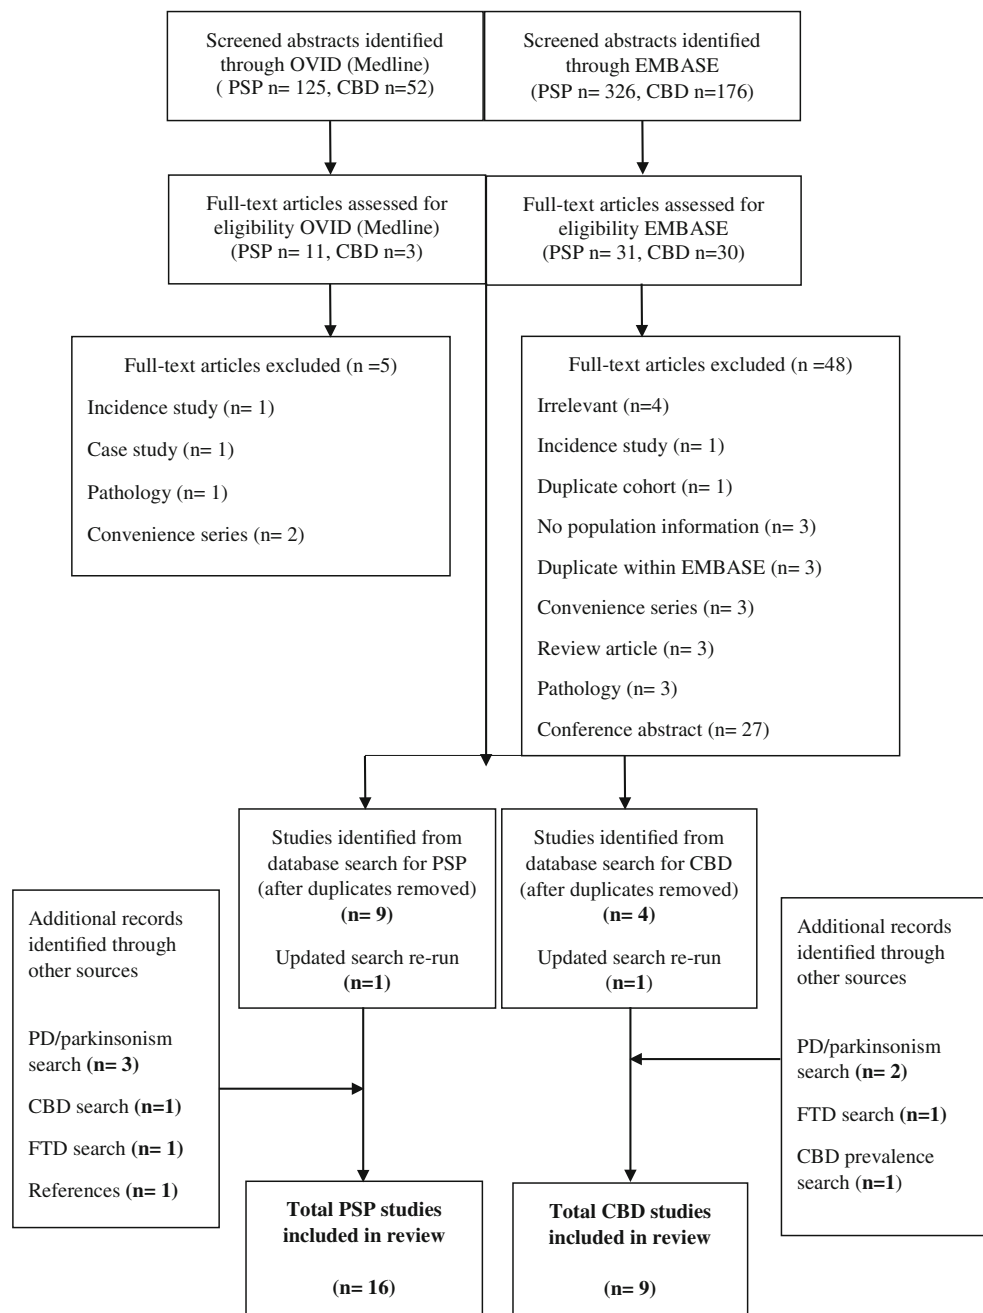 Screened abstracts identified
through OVID (Medline)
( PSP n= 125, CBD n=52)
Screened abstracts identified
through EMBASE
(PSP n= 326, CBD n=176)
Full-text articles assessed for
eligibility OVID (Medline)
(PSP n= 11, CBD n=3)
Full-text articles assessed for
eligibility EMBASE
(PSP n= 31, CBD n=30)
Full-text articles excluded (n =5)
Incidence study (n= 1)
Case study (n= 1)
Pathology (n= 1)
Convenience series (n= 2)
Full-text articles excluded (n =48)
Irrelevant (n=4)
Incidence study (n= 1)
Duplicate cohort (n= 1)
No population information (n= 3)
Duplicate within EMBASE (n= 3)
Convenience series (n= 3)
Review article (n= 3)
Pathology (n= 3)
Conference abstract (n= 27)
Studies identified from
database search for PSP
(after duplicates removed)
(n= 9)
Updated search re-run
(n=1)
Studies identified from
database search for CBD
(after duplicates removed)
(n= 4)
Updated search re-run
(n=1)
Additional records
identified through
other sources
PD/parkinsonism
search (n= 3)
CBD search (n=1)
FTD search (n= 1)
References (n= 1)
Additional records
identified through
other sources
PD/parkinsonism
search (n= 2)
FTD search (n=1)
CBD prevalence
search (n=1)
Total PSP studies
included in review
(n= 16)
Total CBD studies
included in review
(n= 9)